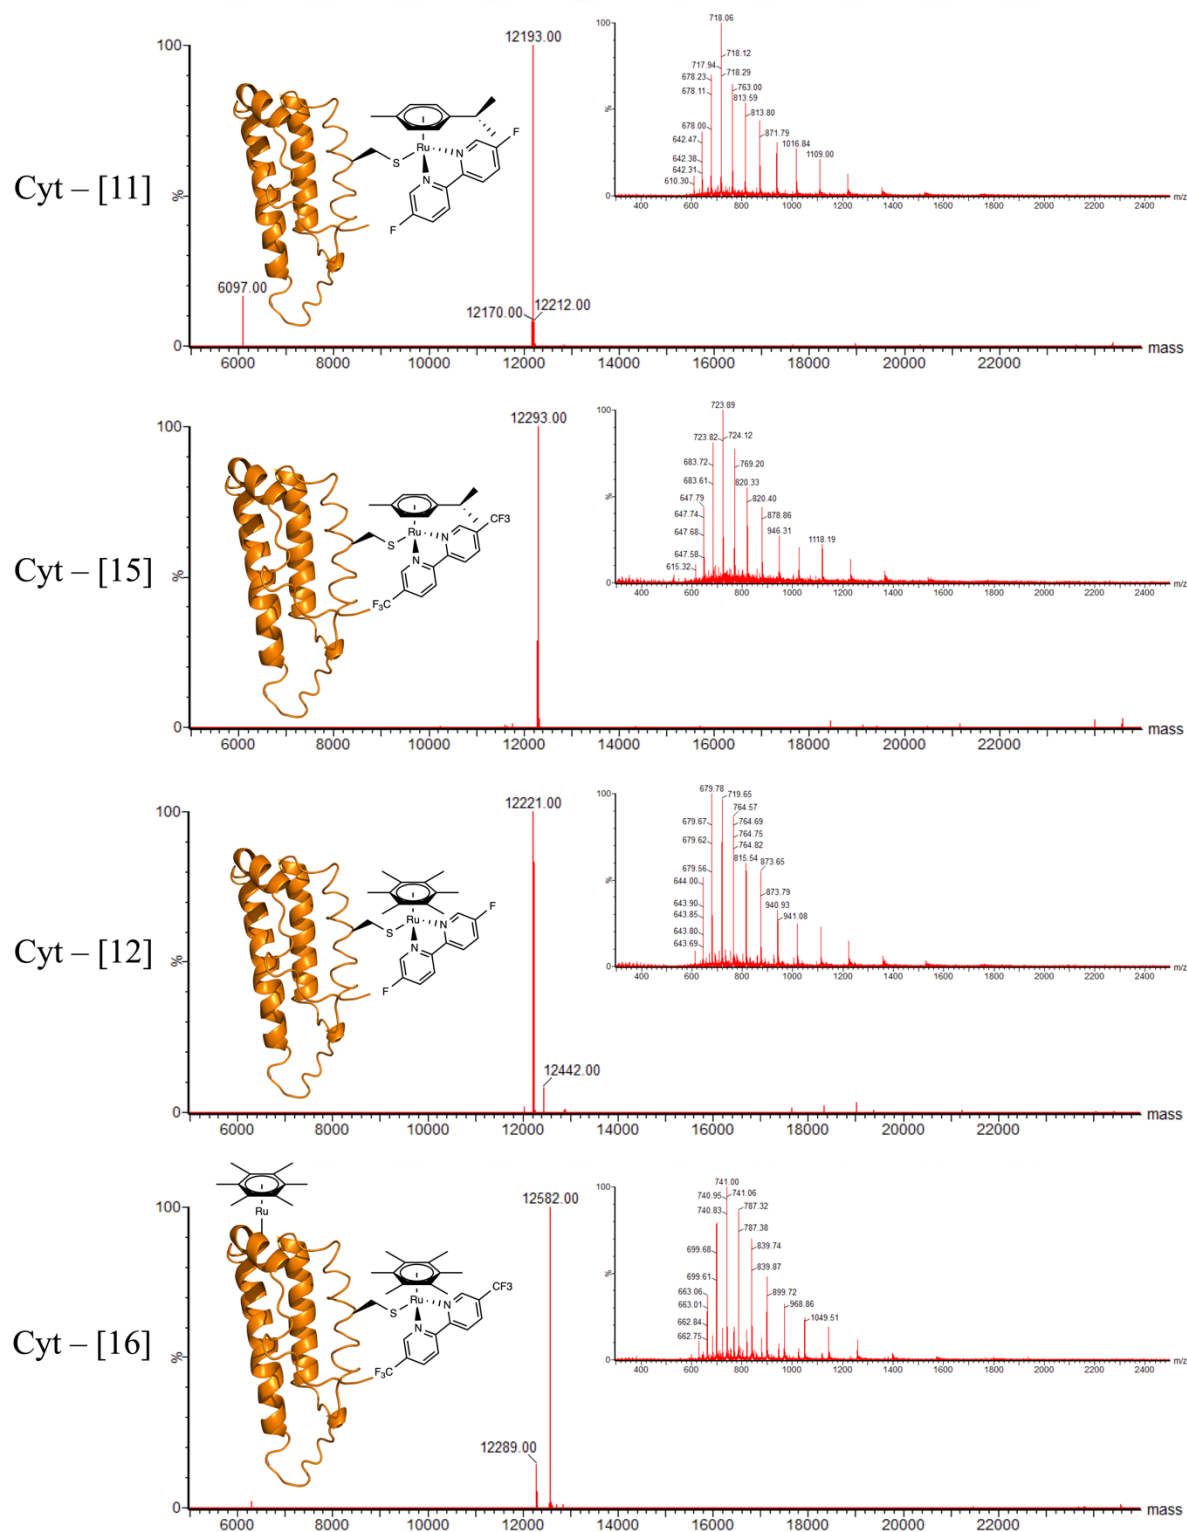 Cyt – [11]
100
%
0
12193.00
6097.00
12170.00
12212.00
Ru
S
N
N
F
F
6000 8000 10000 12000 14000 16000 18000 20000 22000 mass
100
%
0
718.06
718.12
717.94
718.29
678.23
678.11
763.00
813.59
813.80
678.00
642.47
871.79
1016.84
1109.00
642.38
642.31
610.30
400 600 800 1000 1200 1400 1600 1800 2000 2200 2400 m/z
Cyt – [15]
100
%
0
12293.00
Ru
S
N
N
CF3
F3C
6000 8000 10000 12000 14000 16000 18000 20000 22000 mass
100
%
0
723.89
723.82
724.12
683.72
769.20
683.61
820.33
647.79
820.40
647.74
878.86
647.68
946.31
1118.19
647.58
615.32
400 600 800 1000 1200 1400 1600 1800 2000 2200 2400 m/z
Cyt – [12]
100
%
0
12221.00
12442.00
Ru
S
N
N
F
F
6000 8000 10000 12000 14000 16000 18000 20000 22000 mass
100
%
0
679.78
719.65
764.57
679.67
764.69
679.62
764.75
764.82
679.56
815.54
873.65
644.00
873.79
643.90
940.93
643.85
941.08
643.80
643.69
400 600 800 1000 1200 1400 1600 1800 2000 2200 2400 m/z
Cyt – [16]
Ru
100
%
0
12582.00
12289.00
Ru
S
N
N
CF3
F3C
6000 8000 10000 12000 14000 16000 18000 20000 22000 mass
100
%
0
741.00
740.95
741.06
740.83
787.32
787.38
699.68
839.74
699.61
839.87
663.06
899.72
663.01
968.86
662.84
1049.51
662.75
400 600 800 1000 1200 1400 1600 1800 2000 2200 2400 m/z